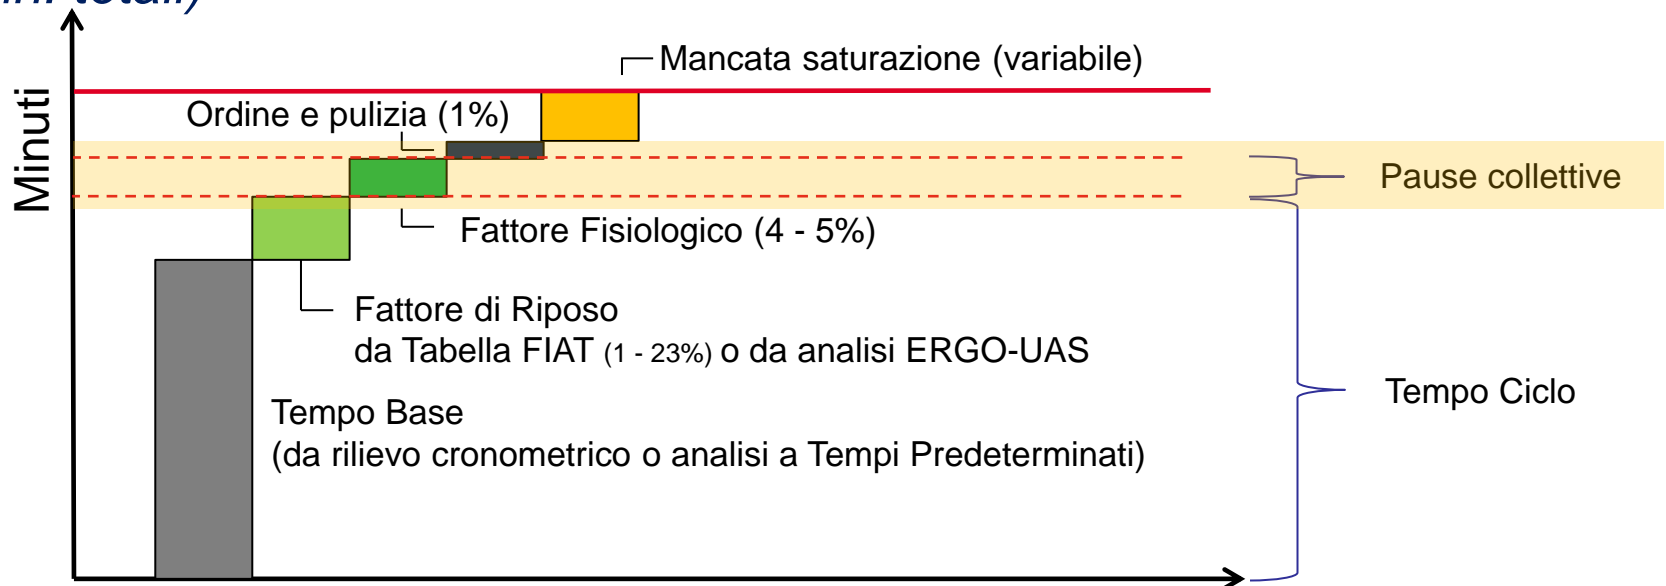 totali)
Mancata saturazione (variabile)
Minuti
Ordine e pulizia (1%)
Pause collettive
Fattore Fisiologico (4 - 5%)
Fattore di Riposo
da Tabella FIAT (1 - 23%) o da analisi ERGO-UAS
Tempo Ciclo
Tempo Base
(da rilievo cronometrico o analisi a Tempi Predeterminati)